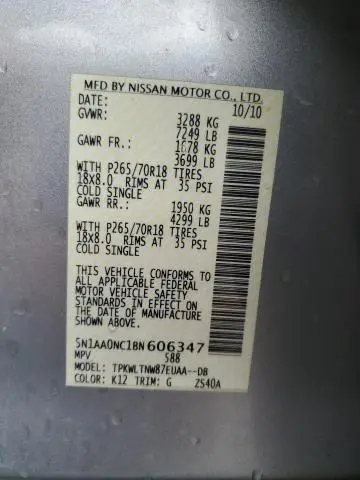 MFD BY NISSAN MOTOR CO., LTD.
DATE: 10/10
GVWR: 3288 KG
7249 LB
GAWR FR.: 1678 KG
3699 LB
WITH P265/70R18 TIRES
18x8.0 RIMS AT 35 PSI
COLD SINGLE
GAWR RR.: 1950 KG
4299 LB
WITH P265/70R18 TIRES
18x8.0 RIMS AT 35 PSI
COLD SINGLE
THIS VEHICLE CONFORMS TO
ALL APPLICABLE FEDERAL
MOTOR VEHICLE SAFETY
STANDARDS IN EFFECT ON
THE DATE OF MANUFACTURE
SHOWN ABOVE
5N1AA0NC1BN606347
MPV 588
MODEL: TPKWLTNW87EUAA--DB
COLOR: K12 TRIM: G ZS40A